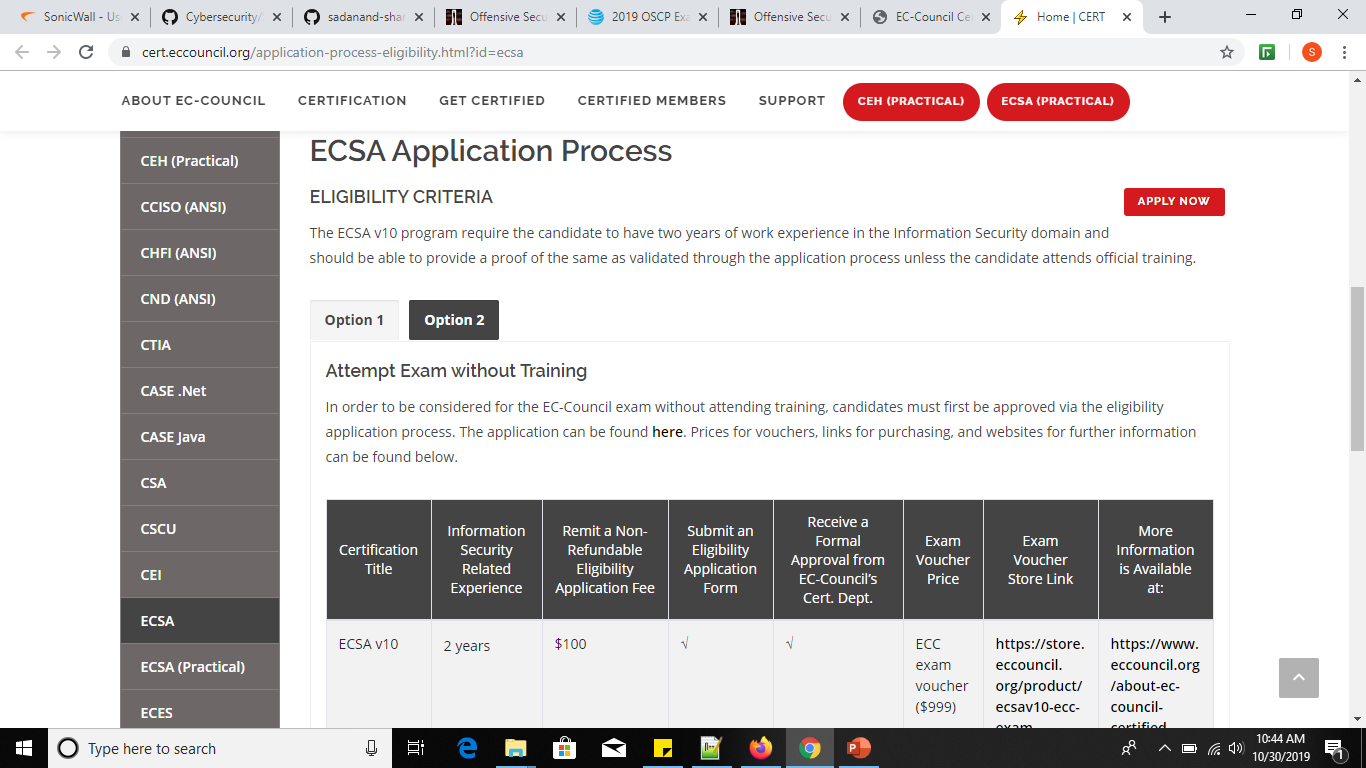 SonicWall - Us
Cybersecurity/
sadanand-shar
Offensive Secu
2019 OSCP Exa
Offensive Secu
EC-Council Ce
Home | CERT
cert.eccouncil.org/application-process-eligibility.html?id=ecsa
S
ABOUT EC-COUNCIL
CERTIFICATION
GET CERTIFIED
CERTIFIED MEMBERS
SUPPORT
CEH (PRACTICAL)
ECSA (PRACTICAL)
CEH (Practical)
CCISO (ANSI)
CHFI (ANSI)
CND (ANSI)
CTIA
CASE .Net
CASE Java
CSA
CSCU
CEI
ECSA
ECSA (Practical)
ECES
ECSA Application Process
ELIGIBILITY CRITERIA
APPLY NOW
The ECSA v10 program require the candidate to have two years of work experience in the Information Security domain and
should be able to provide a proof of the same as validated through the application process unless the candidate attends official training.
Option 1
Option 2
Attempt Exam without Training
In order to be considered for the EC-Council exam without attending training, candidates must first be approved via the eligibility
application process. The application can be found here. Prices for vouchers, links for purchasing, and websites for further information
can be found below.
Certification
Title
Information
Security
Related
Experience
Remit a Non-
Refundable
Eligibility
Application Fee
Submit an
Eligibility
Application
Form
Receive a
Formal
Approval from
EC-Council's
Cert. Dept.
Exam
Voucher
Price
Exam
Voucher
Store Link
More
Information
is Available
at:
ECSA v10
2 years
$100
√
√
ECC
exam
voucher
($999)
https://store.
eccouncil.
org/product/
ecsav10-ecc-
exam-
https://www.
eccouncil.org
/about-ec-
council-
certified-
Type here to search
10:44 AM
10/30/2019
1